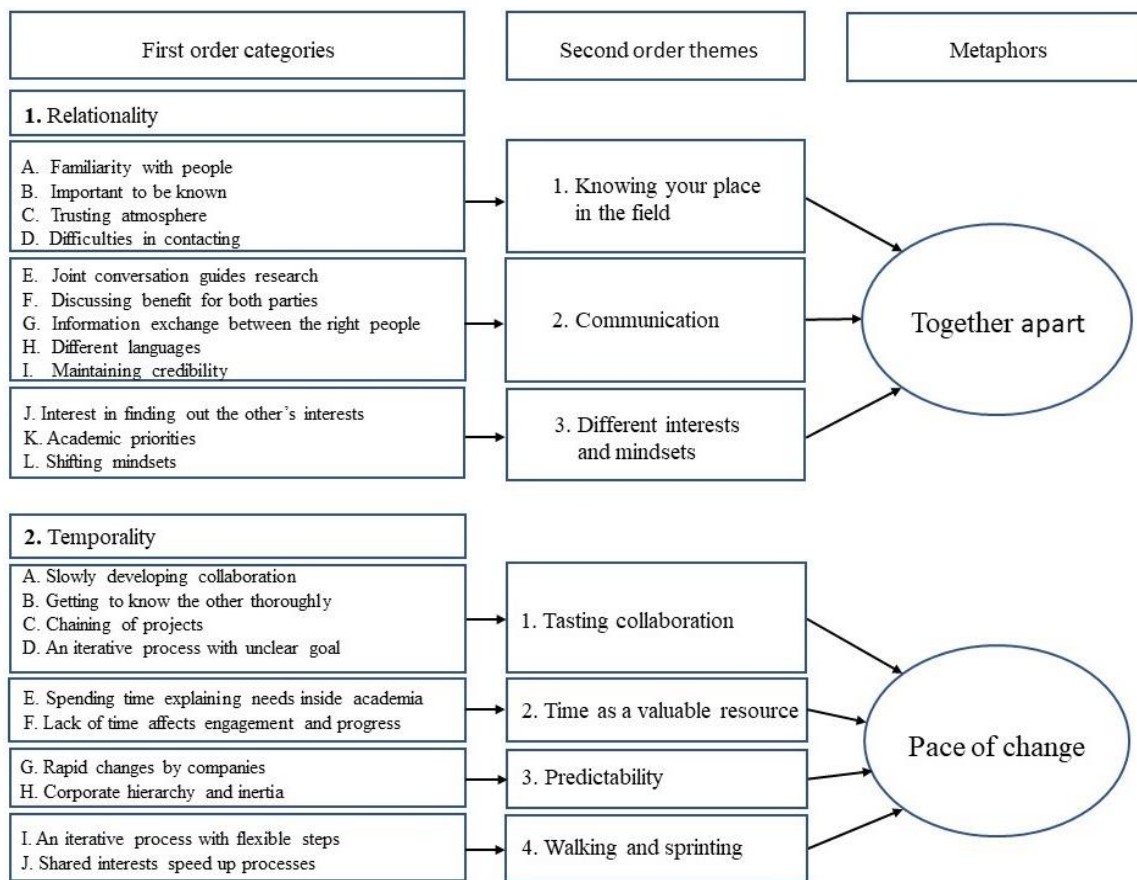 First order categories
Second order themes
Metaphors
1. Relationality
A. Familiarity with people
B. Important to be known
C. Trusting atmosphere
D. Difficulties in contacting
1. Knowing your place
in the field
E. Joint conversation guides research
F. Discussing benefit for both parties
G. Information exchange between the right people
H. Different languages
I. Maintaining credibility
2. Communication
J. Interest in finding out the other's interests
K. Academic priorities
L. Shifting mindsets
3. Different interests
and mindsets
Together apart
2. Temporality
A. Slowly developing collaboration
B. Getting to know the other thoroughly
C. Chaining of projects
D. An iterative process with unclear goal
1. Tasting collaboration
E. Spending time explaining needs inside academia
F. Lack of time affects engagement and progress
2. Time as a valuable resource
G. Rapid changes by companies
H. Corporate hierarchy and inertia
3. Predictability
I. An iterative process with flexible steps
J. Shared interests speed up processes
4. Walking and sprinting
Pace of change